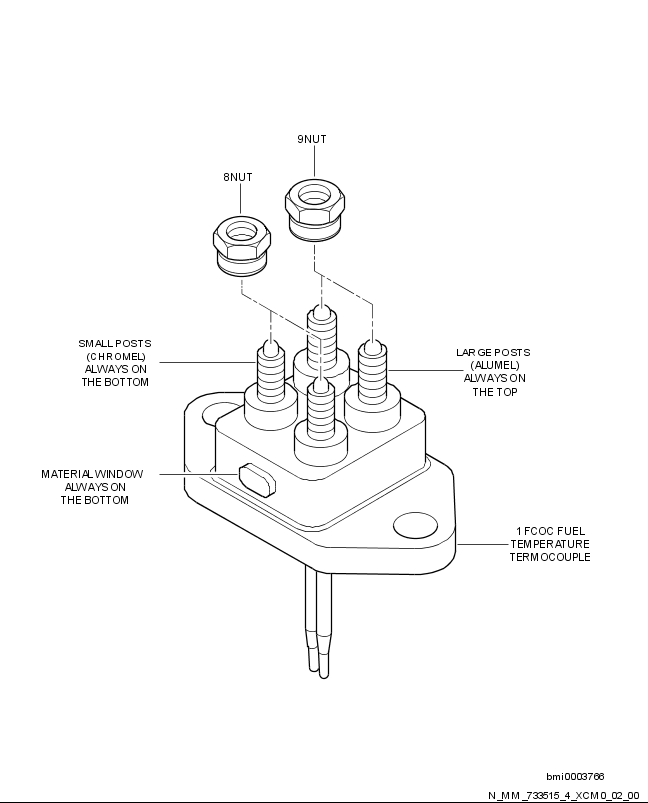 9NUT
8NUT
SMALL POSTS
(CHROMEL)
ALWAYS ON
THE BOTTOM
LARGE POSTS
(ALUMEL)
ALWAYS ON
THE TOP
MATERIAL WINDOW
ALWAYS ON
THE BOTTOM
1 FCOC FUEL
TEMPERATURE
TERMOCOUPLE
bmi0003766
N_MM_733515_4_XCM0_02_00